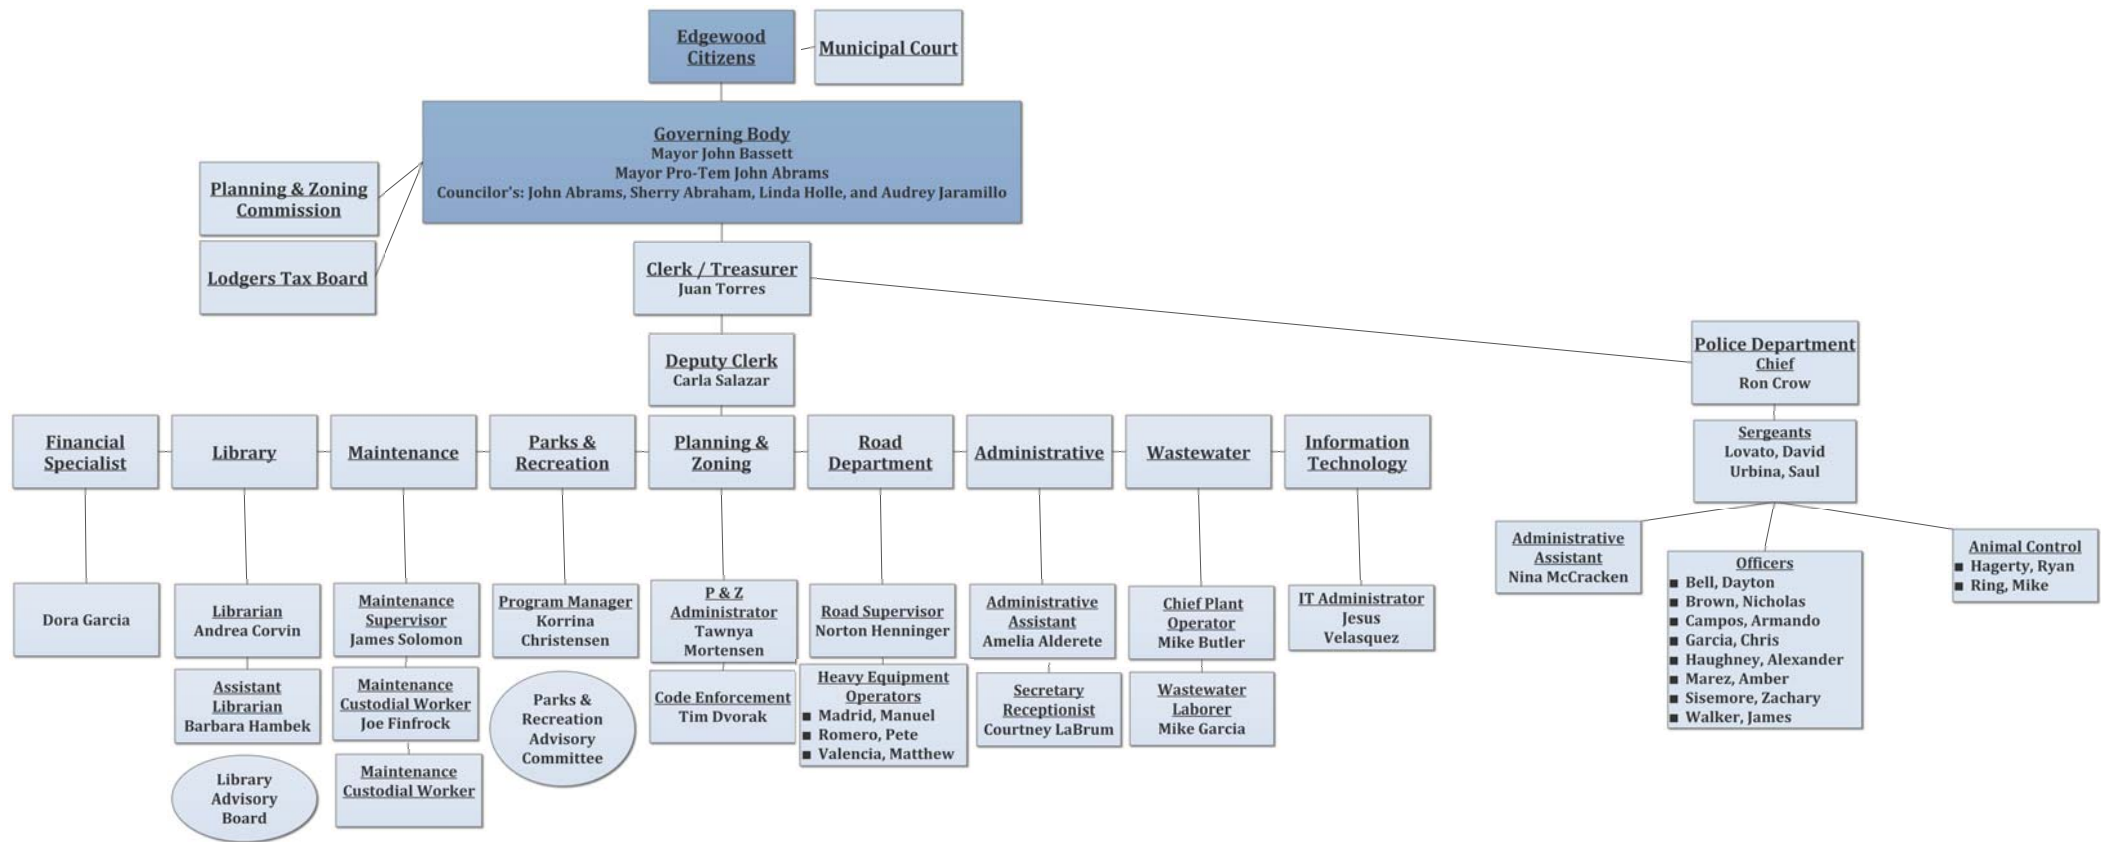 Edgewood
Citizens
Municipal Court
Governing Body
Mayor John Bassett
Mayor Pro-Tem John Abrams
Councilor's: John Abrams, Sherry Abraham, Linda Holle, and Audrey Jaramillo
Planning & Zoning
Commission
Lodgers Tax Board
Clerk / Treasurer
Juan Torres
Deputy Clerk
Carla Salazar
Police Department
Chief
Ron Crow
Sergeants
Lovato, David
Urbina, Saul
Administrative
Assistant
Nina McCracken
Officers
■ Bell, Dayton
■ Brown, Nicholas
■ Campos, Armando
■ Garcia, Chris
■ Haughney, Alexander
■ Marez, Amber
■ Sisemore, Zachary
■ Walker, James
Animal Control
■ Hagerty, Ryan
■ Ring, Mike
Financial
Specialist
Dora Garcia
Library
Librarian
Andrea Corvin
Assistant
Librarian
Barbara Hambek
Library
Advisory
Board
Maintenance
Maintenance
Supervisor
James Solomon
Maintenance
Custodial Worker
Joe Finfrock
Maintenance
Custodial Worker
Parks &
Recreation
Program Manager
Korrina
Christensen
Parks &
Recreation
Advisory
Committee
Planning &
Zoning
P & Z
Administrator
Tawnya
Mortensen
Code Enforcement
Tim Dvorak
Road
Department
Road Supervisor
Norton Henninger
Heavy Equipment
Operators
■ Madrid, Manuel
■ Romero, Pete
■ Valencia, Matthew
Administrative
Administrative
Assistant
Amelia Alderete
Secretary
Receptionist
Courtney LaBrum
Wastewater
Chief Plant
Operator
Mike Butler
Wastewater
Laborer
Mike Garcia
Information
Technology
IT Administrator
Jesus
Velasquez